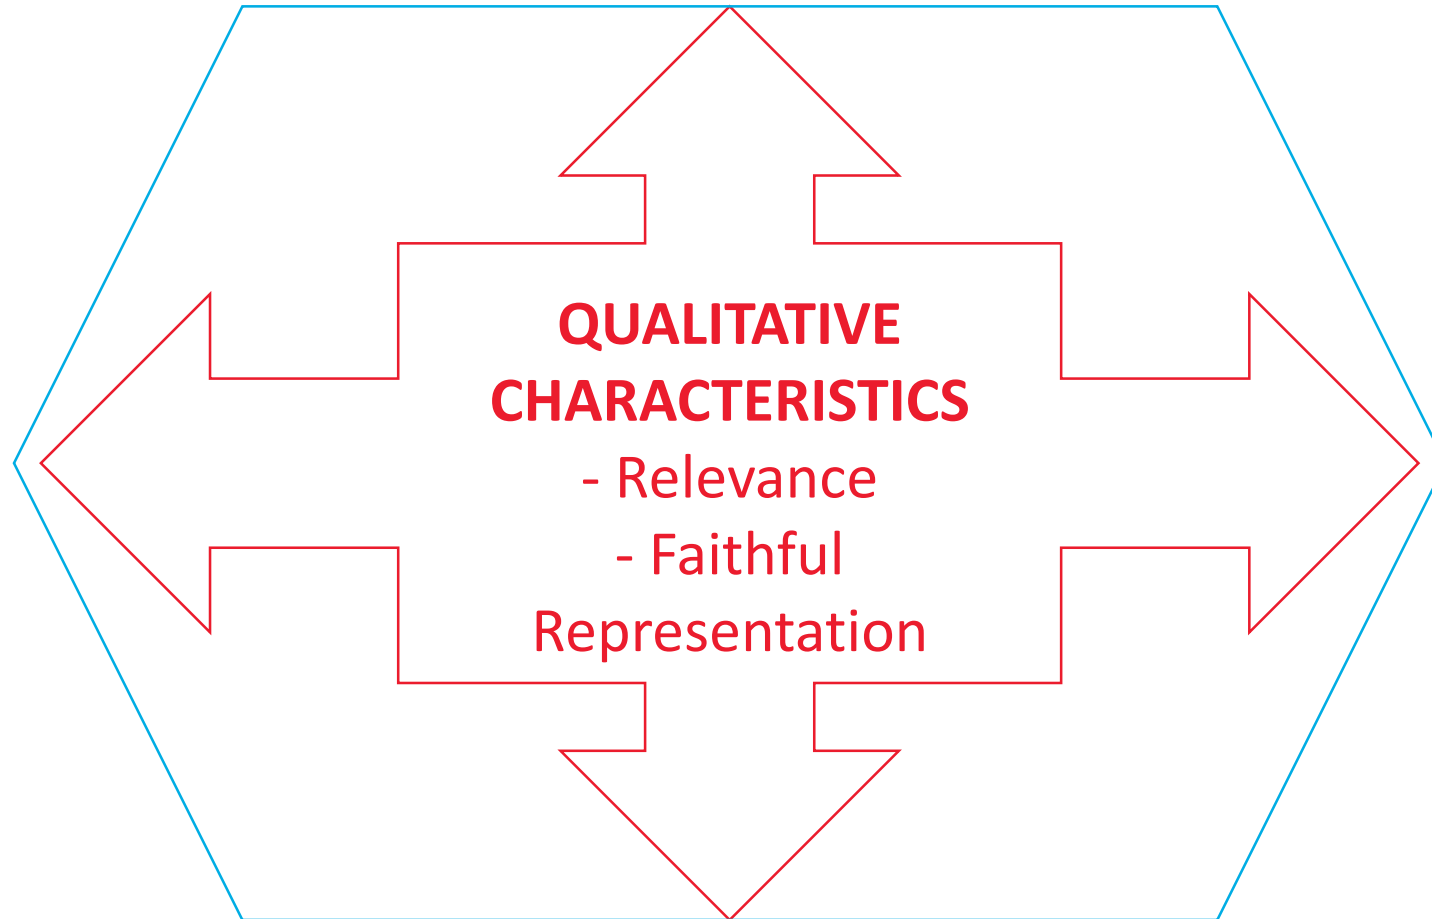 QUALITATIVE
CHARACTERISTICS
- Relevance
- Faithful
Representation